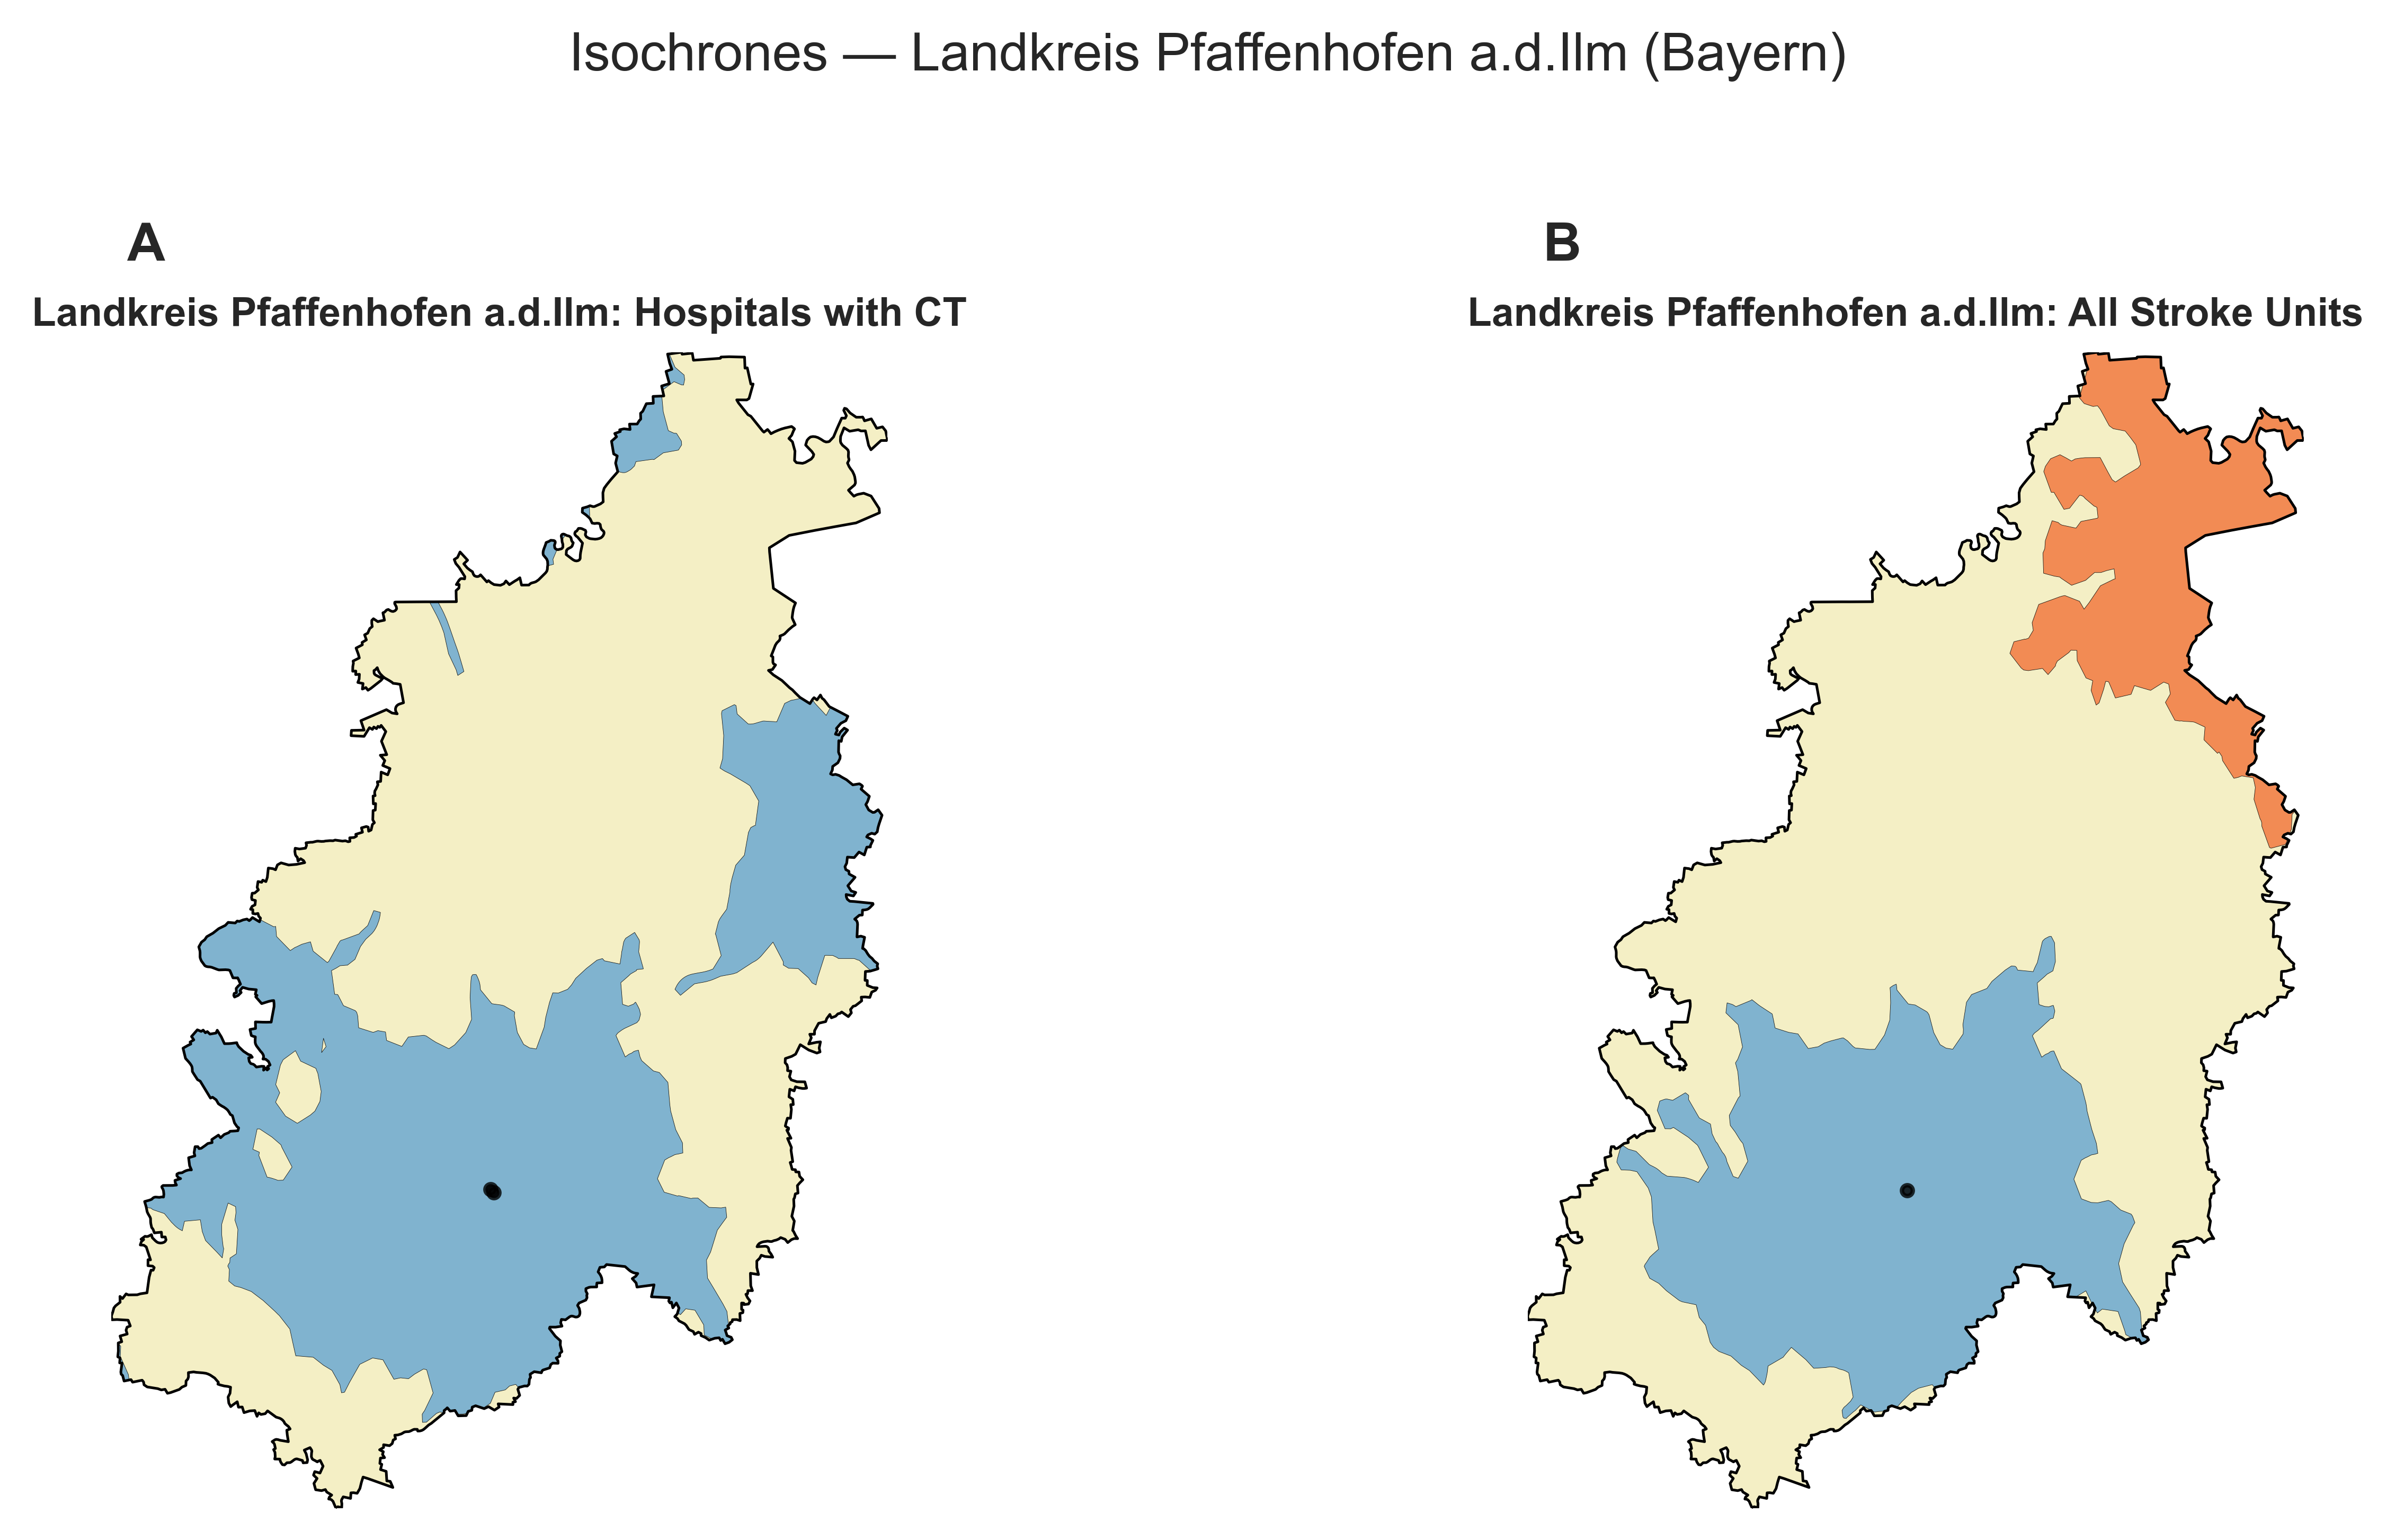 Isochrones — Landkreis Pfaffenhofen a.d.Ilm (Bayern)
A
Landkreis Pfaffenhofen a.d.Ilm: Hospitals with CT
B
Landkreis Pfaffenhofen a.d.Ilm: All Stroke Units